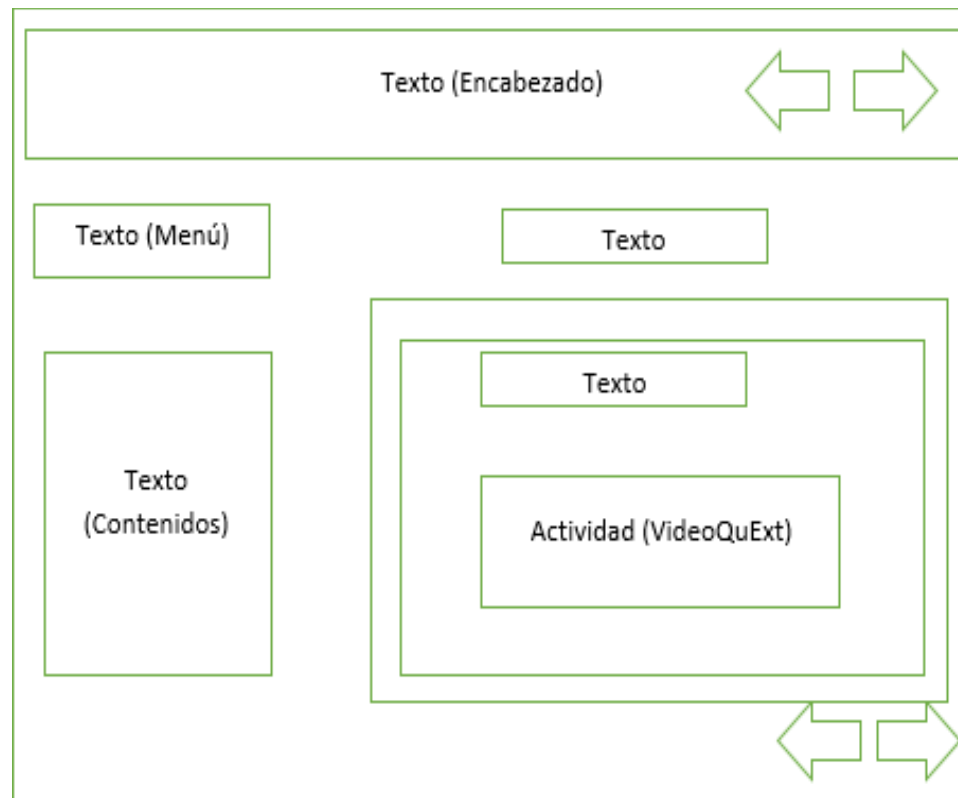 Texto (Encabezado)
Texto (Menú)
Texto
Texto
Texto
(Contenidos)
Actividad (VideoQuExt)